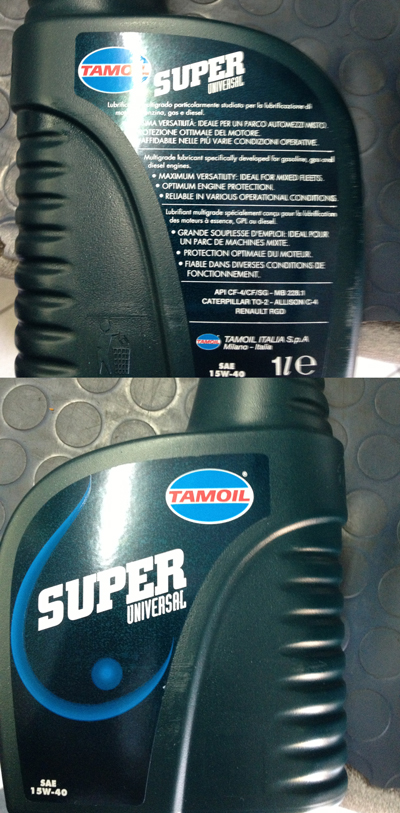 TAMOIL
SUPER
UNIVERSAL
multigrado particolarmente studiato per la lubrificazione di
gas e diesel.
VERSATILITÀ: IDEALE PER UN PARCO AUTOMEZZI MISTO.
OTTIMALE DEL MOTORE.
AFFIDABILE NELLE PIÙ VARIE CONDIZIONI OPERATIVE.
Multigrade lubricant specifically developed for gasoline, gas and
diesel engines.
• MAXIMUM VERSATILITY: IDEAL FOR MIXED FLEETS.
• OPTIMUM ENGINE PROTECTION.
• RELIABLE IN VARIOUS OPERATIONAL CONDITIONS.
Lubrifiant multigrade spécialement conçu pour la lubrification
des moteurs à essence, GPL ou diesel.
• GRANDE SOUPLESSE D'EMPLOI: IDEAL POUR
UN PARC DE MACHINES MIXTE.
• PROTECTION OPTIMALE DU MOTEUR.
• FIABLE DANS DIVERSES CONDITIONS DE
FONCTIONNEMENT.
API CF-4/CF/SG - MB 228.1
CATERPILLAR TO-2 - ALLISON C-4
RENAULT RGD
TAMOIL
TAMOIL ITALIA S.p.A
Milano - Italia
SAE
15W-40
1 l e
TAMOIL
SUPER
UNIVERSAL
SAE
15W-40